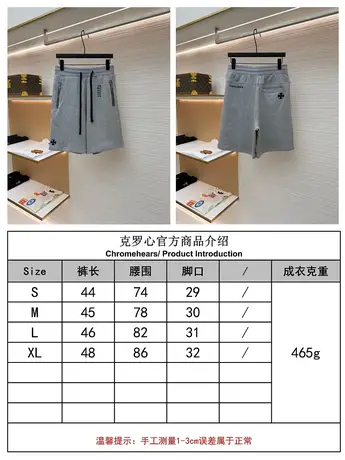 克罗心官方商品介绍
Chromehears/ Product Introduction
Size 裤长 腰围 脚口 / 成衣克重
S 44 74 29 /
M 45 78 30 /
L 46 82 31 /
XL 48 86 32 / 465g
温馨提示：手工测量1-3cm误差属于正常